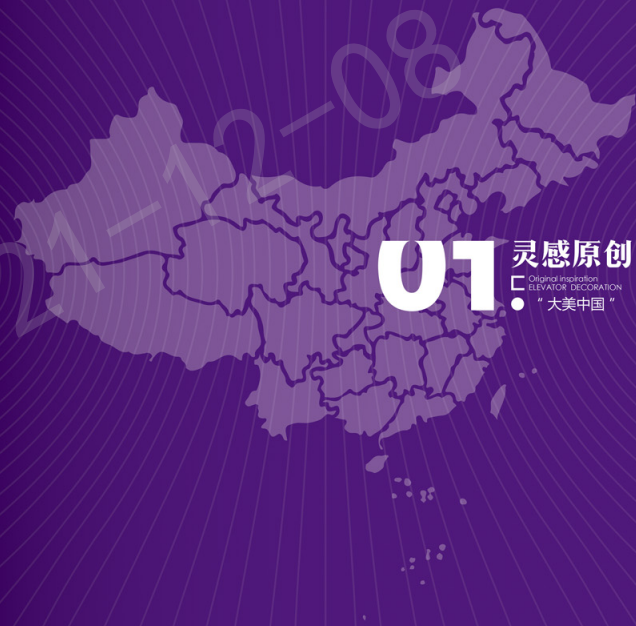 21-12-08
01
灵感原创
Original inspiration
ELEVATOR DECORATION
“大美中国”